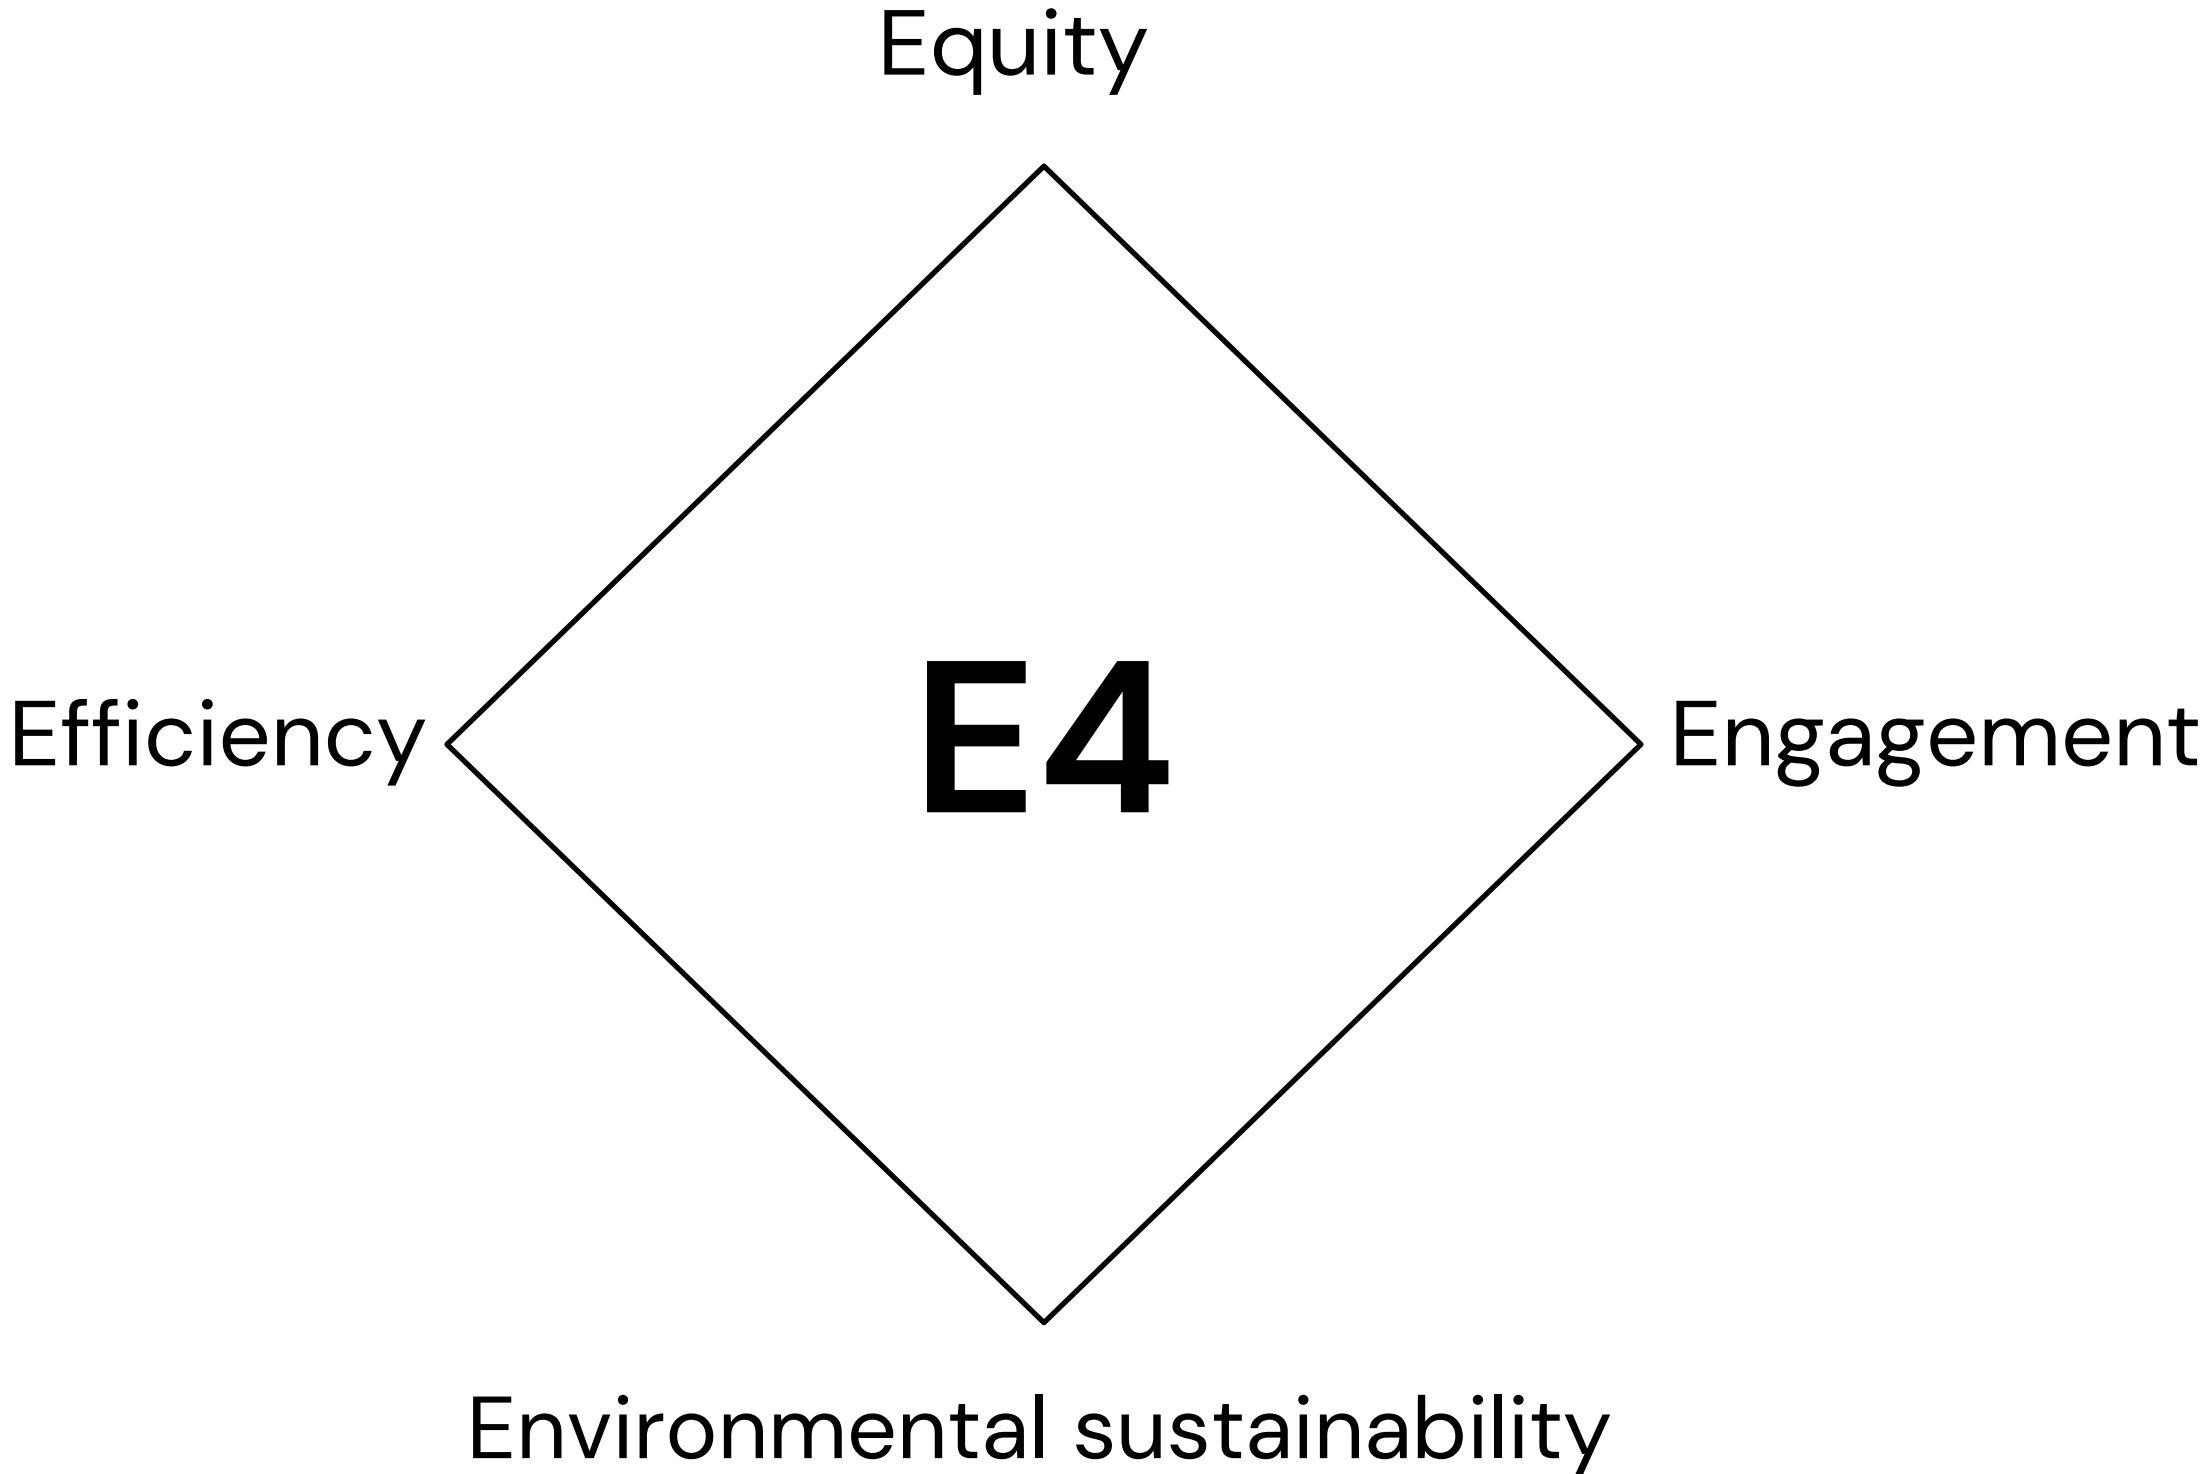 Equity
Efficiency
E4
Engagement
Environmental sustainability